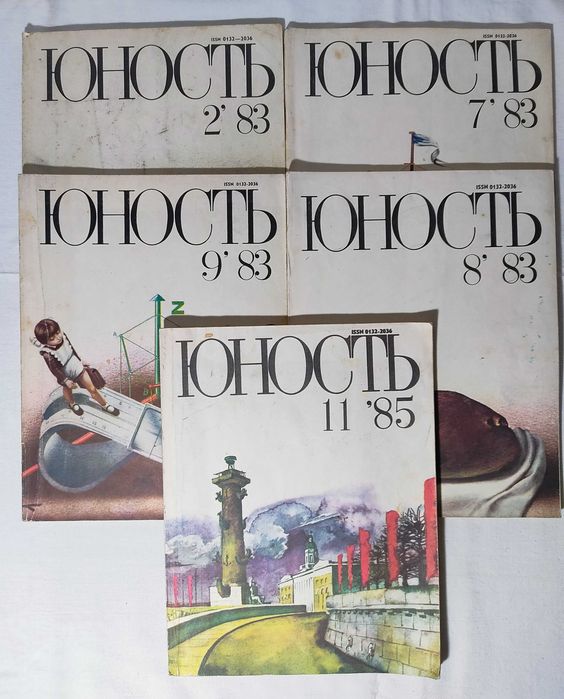 ISSN 0132—2036
ЮНОСТЬ
2' 83
ISSN 0132-2036
ЮНОСТЬ
7' 83
ISSN 0132-2036
ЮНОСТЬ
9' 83
Z
ISSN 0132-2036
ЮНОСТЬ
8' 83
ISSN 0132-2036
ЮНОСТЬ
11 '85